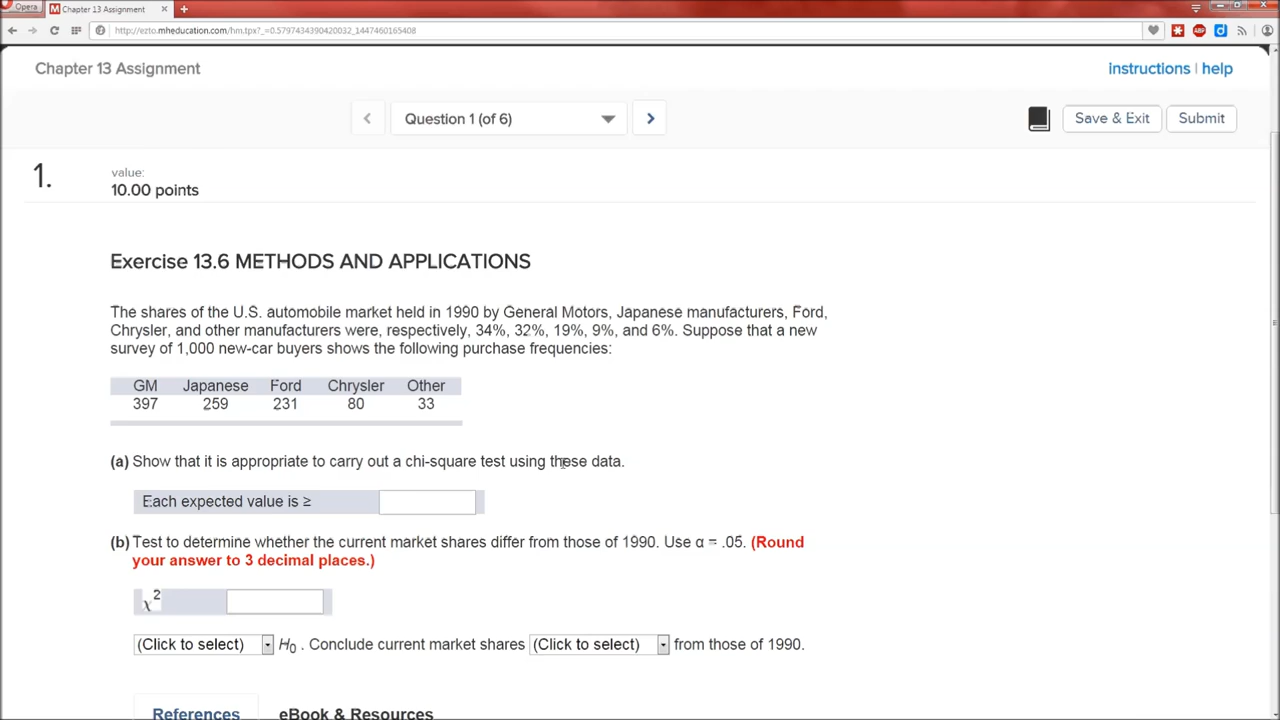 Opera
Chapter 13 Assignment
http://ezto.mheducation.com/hm.tpx?_=0.5797434390420032_1447460165408
Chapter 13 Assignment
instructions | help
Question 1 (of 6)
Save & Exit
Submit
1.
value:
10.00 points
Exercise 13.6 METHODS AND APPLICATIONS
The shares of the U.S. automobile market held in 1990 by General Motors, Japanese manufacturers, Ford,
Chrysler, and other manufacturers were, respectively, 34%, 32%, 19%, 9%, and 6%. Suppose that a new
survey of 1,000 new-car buyers shows the following purchase frequencies:
GM Japanese Ford Chrysler Other
397 259 231 80 33
(a) Show that it is appropriate to carry out a chi-square test using these data.
Each expected value is ≥
(b) Test to determine whether the current market shares differ from those of 1990. Use α = .05. (Round
your answer to 3 decimal places.)
χ2
(Click to select) H0 . Conclude current market shares (Click to select) from those of 1990.
References eBook & Resources